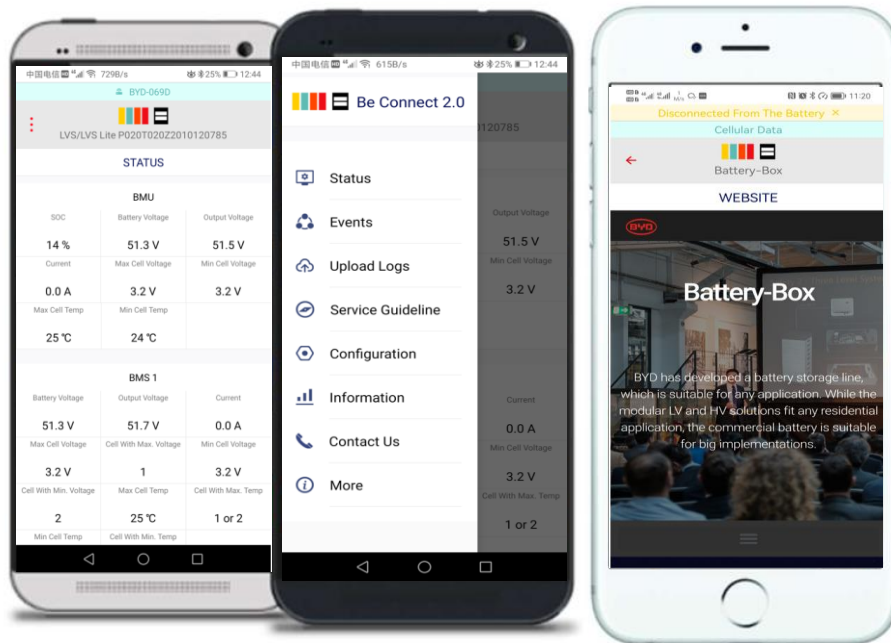 中国电信 HD 4G 729B/s 25% 12:44
BYD-069D
LVS/LVS Lite P020T020Z2010120785
STATUS
BMU
SOC Battery Voltage Output Voltage
14 % 51.3 V 51.5 V
Current Max Cell Voltage Min Cell Voltage
0.0 A 3.2 V 3.2 V
Max Cell Temp Min Cell Temp
25 ℃ 24 ℃
BMS 1
Battery Voltage Output Voltage Current
51.3 V 51.7 V 0.0 A
Max Cell Voltage Cell With Max. Voltage Min Cell Voltage
3.2 V 1 3.2 V
Cell With Min. Voltage Max Cell Temp Cell With Max. Temp
2 25 ℃ 1 or 2
Min Cell Temp Cell With Min. Temp
中国电信 HD 4G 615B/s 25% 12:44
Be Connect 2.0
0120785
Status
Events
Upload Logs
Service Guideline
Configuration
Information
Contact Us
More
Output Voltage
51.5 V
Min Cell Voltage
3.2 V
Current
0.0 A
Min Cell Voltage
3.2 V
Cell With Max. Temp
1 or 2
11:20
Disconnected From The Battery ×
Cellular Data
Battery-Box
WEBSITE
BYD
Battery-Box
BYD has developed a battery storage line,
which is suitable for any application. While the
modular LV and HV solutions fit any residential
application, the commercial battery is suitable
for big implementations.